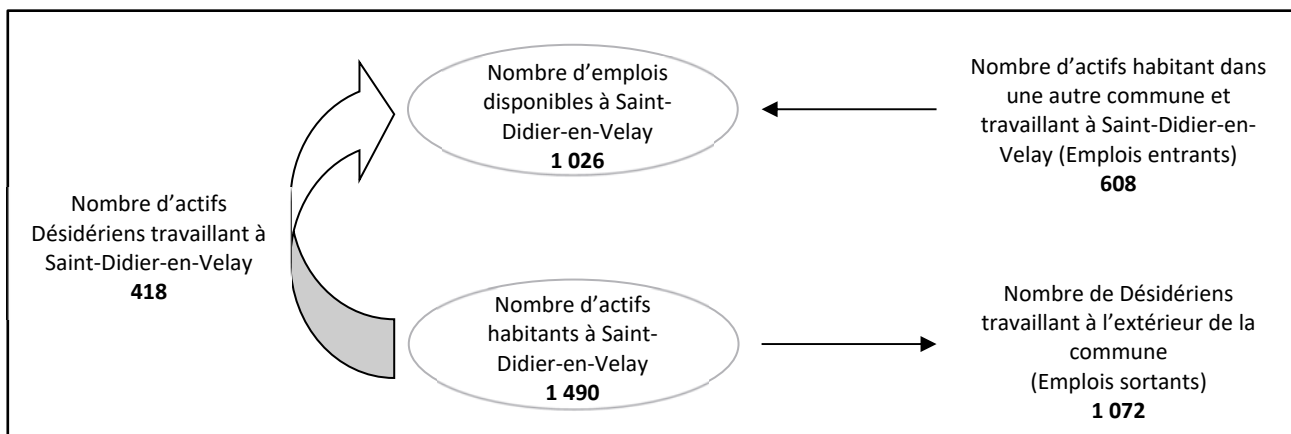 Nombre d'emplois
disponibles à Saint-
Didier-en-Velay
1 026
Nombre d'actifs habitant dans
une autre commune et
travaillant à Saint-Didier-en-
Velay (Emplois entrants)
608
Nombre d'actifs
Désidériens travaillant à
Saint-Didier-en-Velay
418
Nombre d'actifs
habitants à Saint-
Didier-en-Velay
1 490
Nombre de Désidériens
travaillant à l'extérieur de la
commune
(Emplois sortants)
1 072